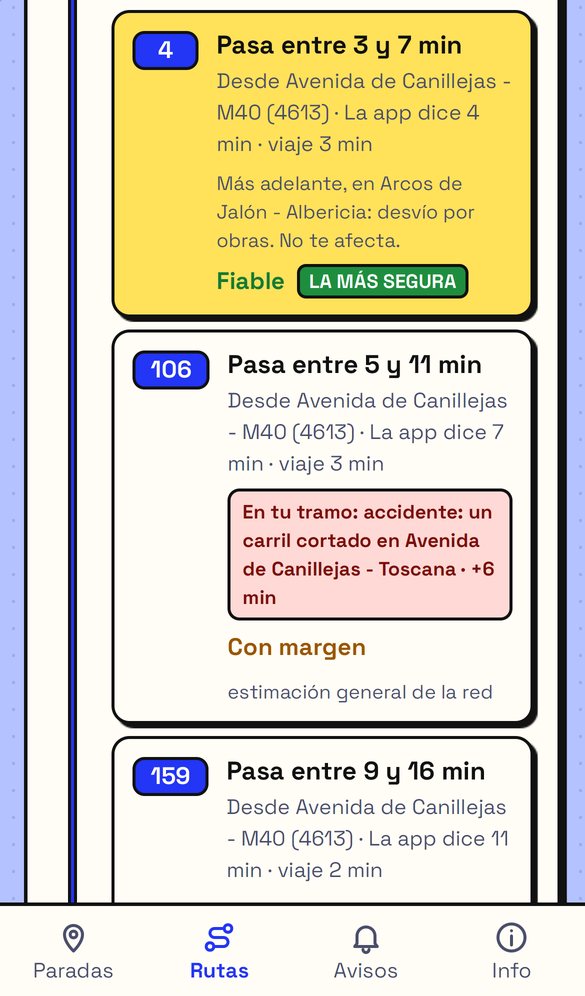 4
Pasa entre 3 y 7 min
Desde Avenida de Canillejas -
M40 (4613) · La app dice 4
min · viaje 3 min
Más adelante, en Arcos de
Jalón - Albericia: desvío por
obras. No te afecta.
Fiable
LA MÁS SEGURA
106
Pasa entre 5 y 11 min
Desde Avenida de Canillejas
- M40 (4613) · La app dice 7
min · viaje 3 min
En tu tramo: accidente: un
carril cortado en Avenida
de Canillejas - Toscana · +6
min
Con margen
estimación general de la red
159
Pasa entre 9 y 16 min
Desde Avenida de Canillejas
- M40 (4613) · La app dice 11
min · viaje 2 min
Paradas
Rutas
Avisos
Info